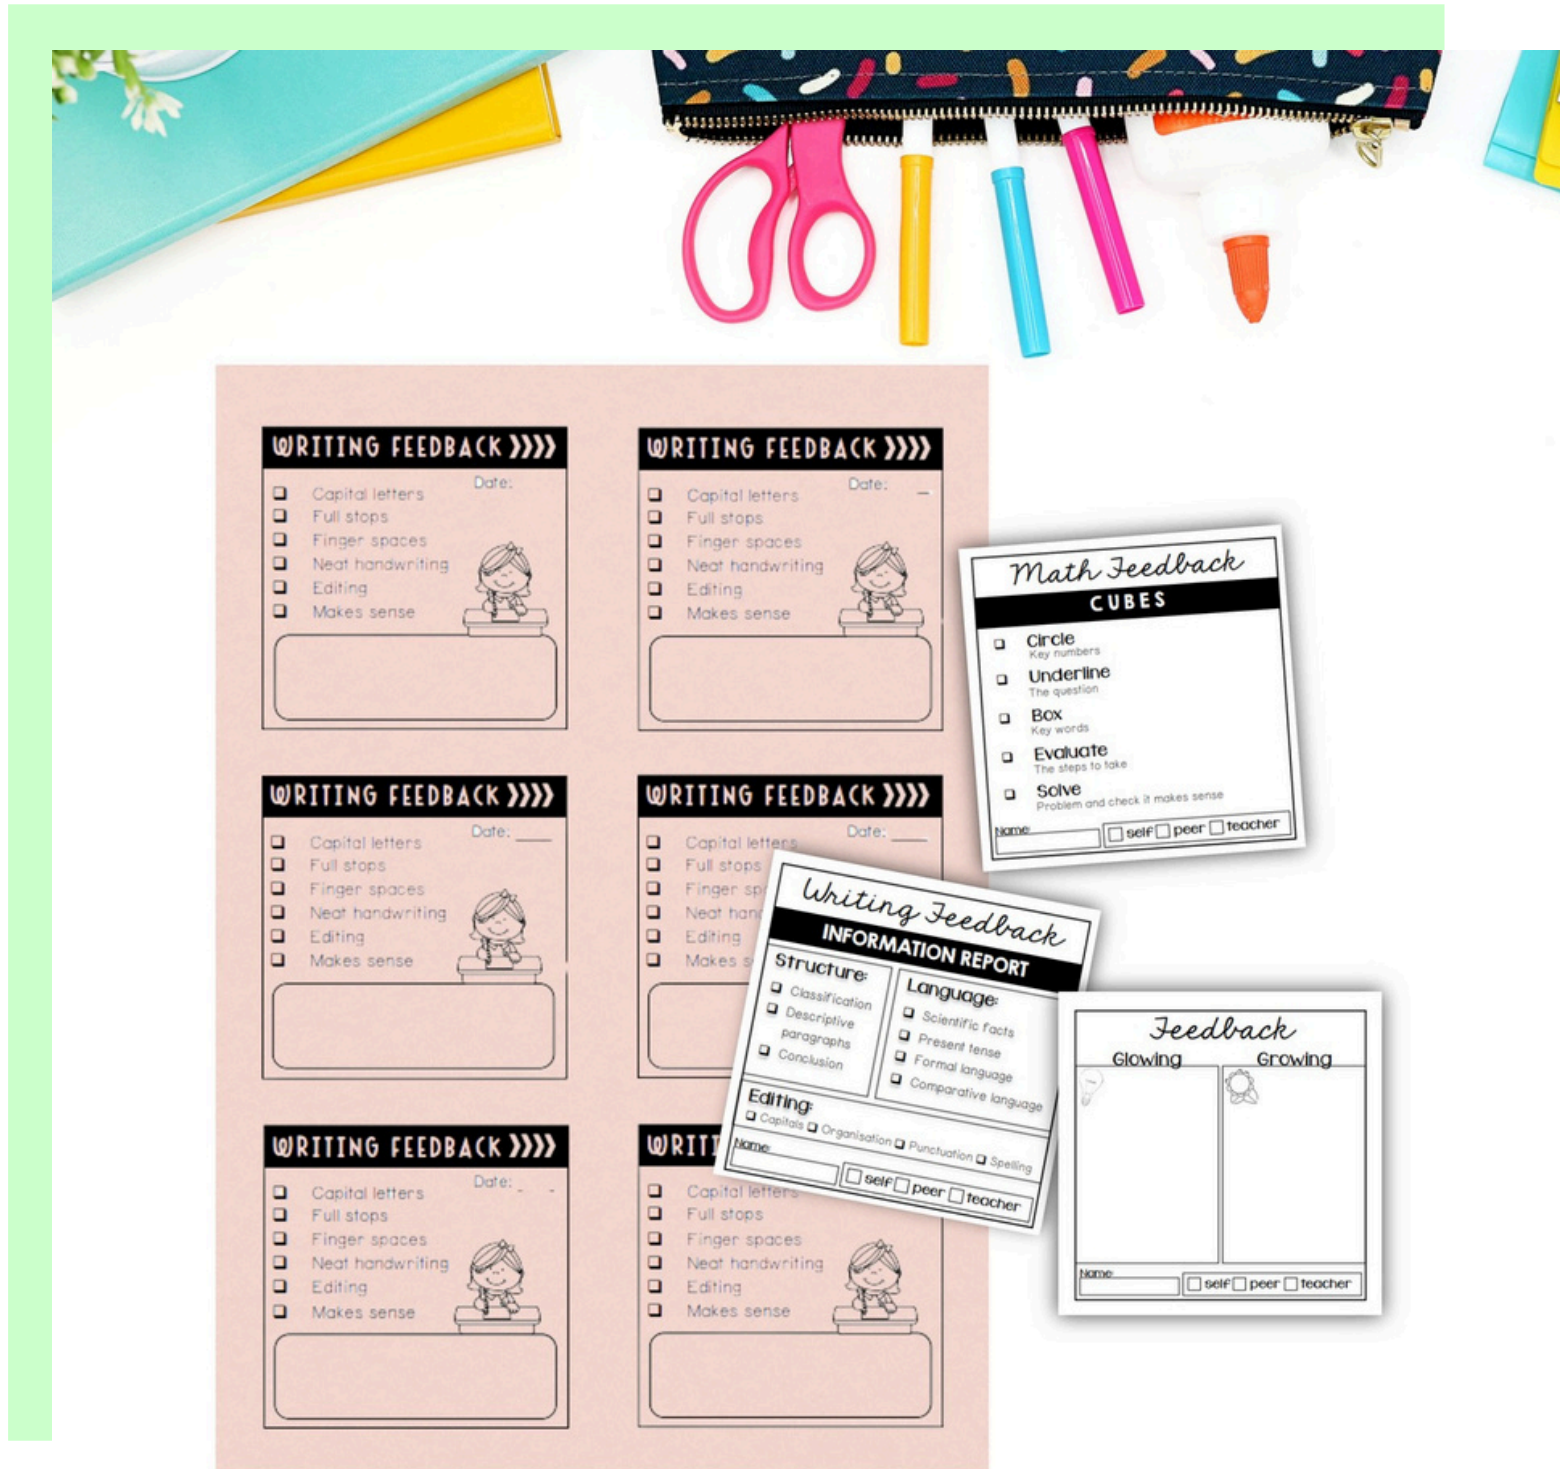 WRITING FEEDBACK
Date:
Capital letters
Full stops
Finger spaces
Neat handwriting
Editing
Makes sense
WRITING FEEDBACK
Date:
Capital letters
Full stops
Finger spaces
Neat handwriting
Editing
Makes sense
Math Feedback
CUBES
Circle
Key numbers
Underline
The question
Box
Key words
Evaluate
The steps to take
Solve
Problem and check it makes sense
Name:
self peer teacher
WRITING FEEDBACK
Date:
Capital letters
Full stops
Finger spaces
Neat handwriting
Editing
Makes sense
WRITING FEEDBACK
Date:
Capital letters
Full stops
Finger sp
Neat han
Editing
Makes s
Writing Feedback
INFORMATION REPORT
Structure:
Classification
Descriptive
paragraphs
Conclusion
Language:
Scientific facts
Present tense
Formal language
Comparative language
Editing:
Capitals Organisation Punctuation Spelling
Name:
self peer teacher
Feedback
Glowing Growing
Name:
self peer teacher
WRITING FEEDBACK
Date:
Capital letters
Full stops
Finger spaces
Neat handwriting
Editing
Makes sense
WRIT
Capital letters
Full stops
Finger spaces
Neat handwriting
Editing
Makes sense